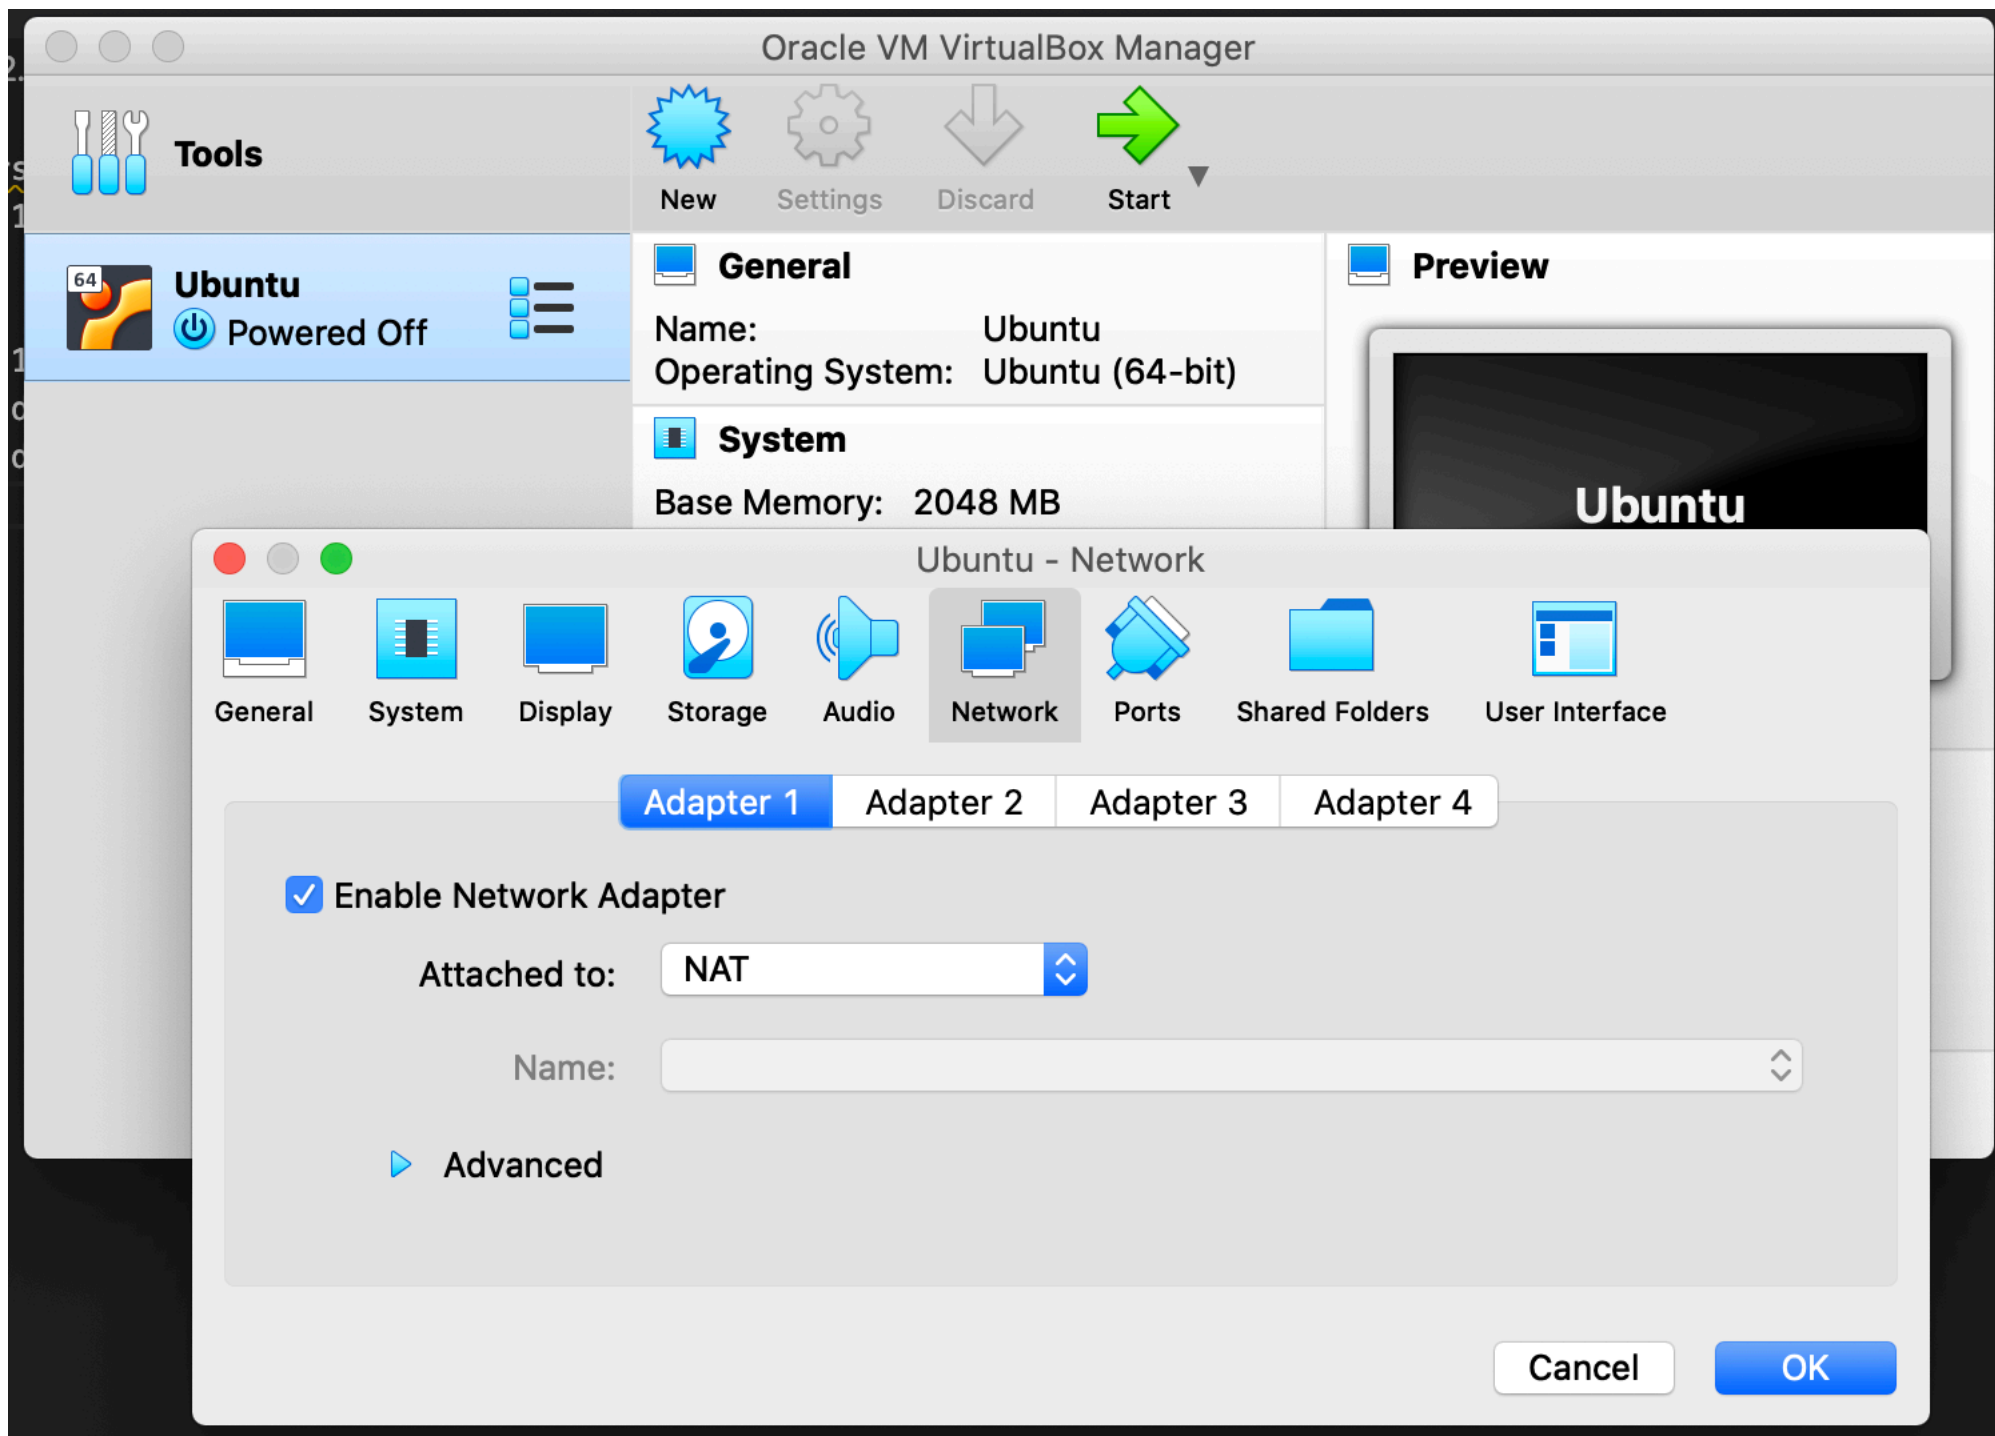 Oracle VM VirtualBox Manager
Tools
New
Settings
Discard
Start
64
Ubuntu
Powered Off
General
Name: Ubuntu
Operating System: Ubuntu (64-bit)
System
Base Memory: 2048 MB
Preview
Ubuntu
Ubuntu - Network
General
System
Display
Storage
Audio
Network
Ports
Shared Folders
User Interface
Adapter 1
Adapter 2
Adapter 3
Adapter 4
Enable Network Adapter
Attached to: NAT
Name:
Advanced
Cancel
OK